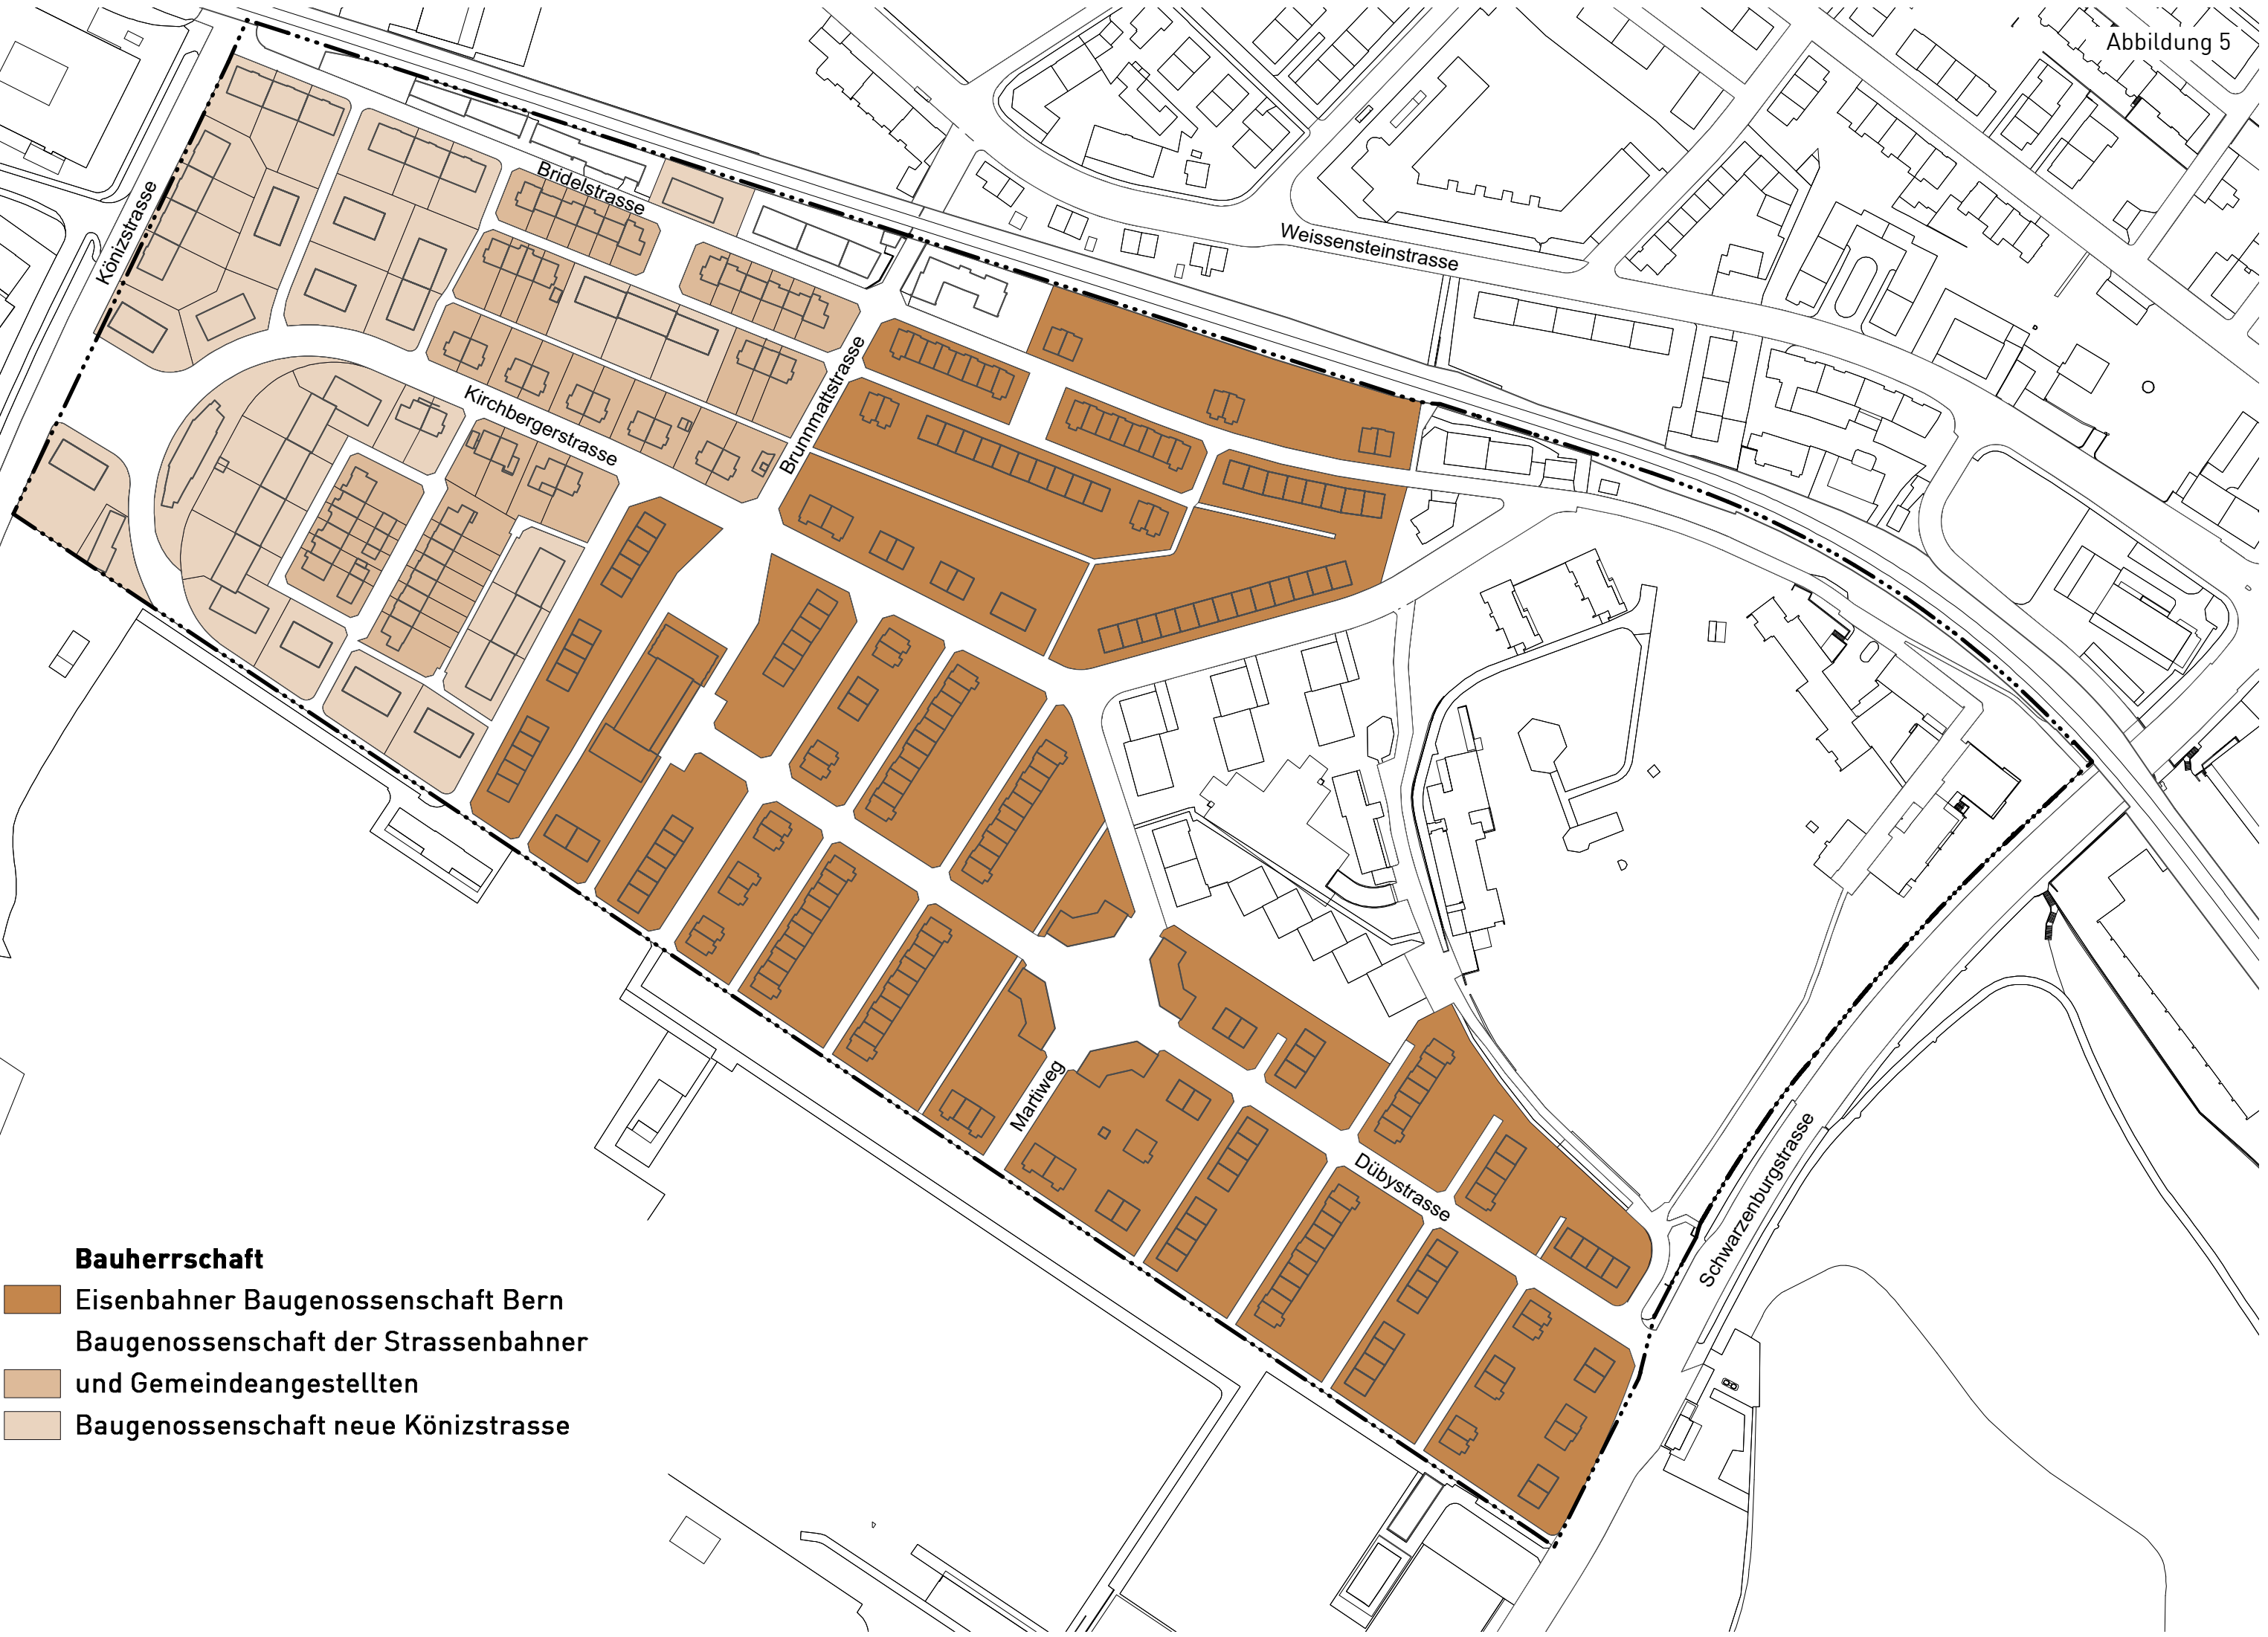 Abbildung 5
Bridelstrasse
Könizstrasse
Weissensteinstrasse
Kirchbergerstrasse
Brunnmattstrasse
Martiweg
Dübystrasse
Schwarzenburgstrasse
Bauherrschaft
Eisenbahner Baugenossenschaft Bern
Baugenossenschaft der Strassenbahner
und Gemeindeangestellten
Baugenossenschaft neue Könizstrasse